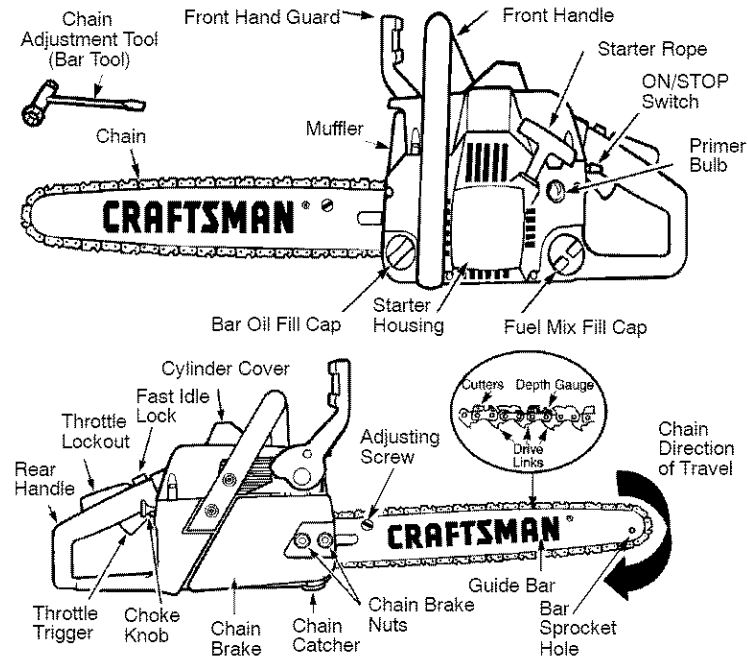 Chain
Adjustment Tool
(Bar Tool)
Front Hand Guard
Front Handle
Starter Rope
ON/STOP
Switch
Primer
Bulb
Chain
Muffler
CRAFTSMAN®
Bar Oil Fill Cap
Starter
Housing
Fuel Mix Fill Cap
Cylinder Cover
Fast Idle
Lock
Throttle
Lockout
Rear
Handle
Adjusting
Screw
Cutters
Depth Gauge
Drive
Links
Chain
Direction
of Travel
CRAFTSMAN®
Throttle
Trigger
Choke
Knob
Chain
Brake
Chain
Catcher
Chain Brake
Nuts
Guide Bar
Bar
Sprocket
Hole